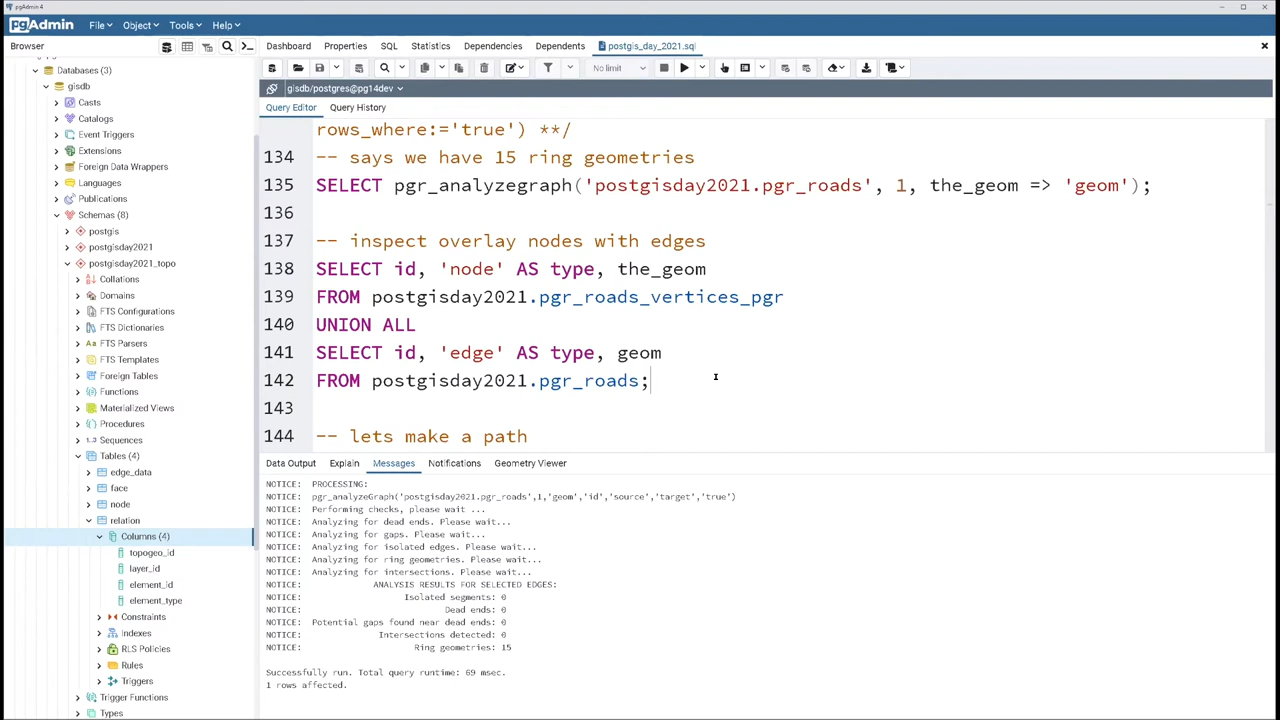 pgAdmin 4
pgAdmin File Object Tools Help
Browser Dashboard Properties SQL Statistics Dependencies Dependents postgis_day_2021.sql
No limit
gisdb/postgres@pg14dev
Query Editor Query History
Databases (3)
gisdb
Casts
Catalogs
Event Triggers
Extensions
Foreign Data Wrappers
Languages
Publications
Schemas (8)
postgis
postgisday2021
postgisday2021_topo
Collations
Domains
FTS Configurations
FTS Dictionaries
FTS Parsers
FTS Templates
Foreign Tables
Functions
Materialized Views
Procedures
Sequences
Tables (4)
edge_data
face
node
relation
Columns (4)
topogeo_id
layer_id
element_id
element_type
Constraints
Indexes
RLS Policies
Rules
Triggers
Trigger Functions
Types
rows_where:='true') **/
134 -- says we have 15 ring geometries
135 SELECT pgr_analyzegraph('postgisday2021.pgr_roads', 1, the_geom => 'geom');
136
137 -- inspect overlay nodes with edges
138 SELECT id, 'node' AS type, the_geom
139 FROM postgisday2021.pgr_roads_vertices_pgr
140 UNION ALL
141 SELECT id, 'edge' AS type, geom
142 FROM postgisday2021.pgr_roads;
143
144 -- lets make a path
Data Output Explain Messages Notifications Geometry Viewer
NOTICE: PROCESSING:
NOTICE: pgr_analyzeGraph('postgisday2021.pgr_roads',1,'geom','id','source','target','true')
NOTICE: Performing checks, please wait ...
NOTICE: Analyzing for dead ends. Please wait...
NOTICE: Analyzing for gaps. Please wait...
NOTICE: Analyzing for isolated edges. Please wait...
NOTICE: Analyzing for ring geometries. Please wait...
NOTICE: Analyzing for intersections. Please wait...
NOTICE: ANALYSIS RESULTS FOR SELECTED EDGES:
NOTICE: Isolated segments: 0
NOTICE: Dead ends: 0
NOTICE: Potential gaps found near dead ends: 0
NOTICE: Intersections detected: 0
NOTICE: Ring geometries: 15
Successfully run. Total query runtime: 69 msec.
1 rows affected.